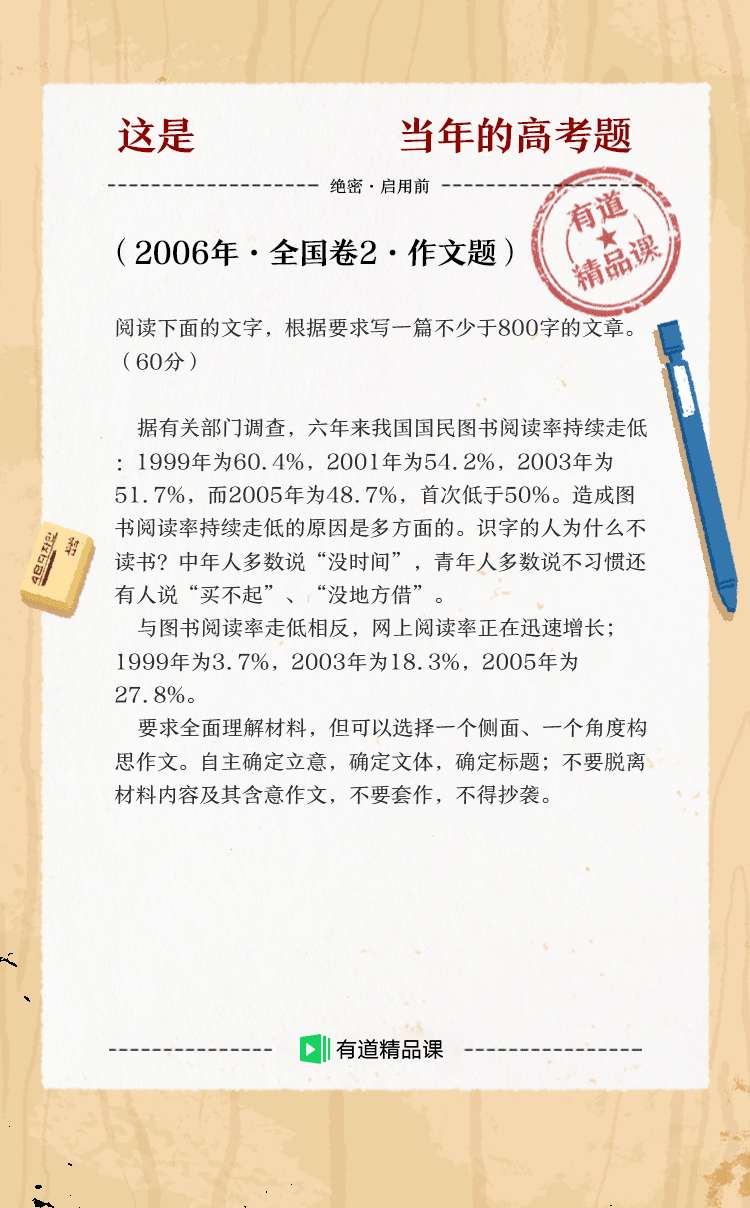 这是 当年的高考题
绝密·启用前
有道
精品课
（2006年·全国卷2·作文题）
阅读下面的文字，根据要求写一篇不少于800字的文章。
（60分）
据有关部门调查，六年来我国国民图书阅读率持续走低
：1999年为60.4%，2001年为54.2%，2003年为
51.7%，而2005年为48.7%，首次低于50%。造成图
书阅读率持续走低的原因是多方面的。识字的人为什么不
读书？中年人多数说“没时间”，青年人多数说不习惯还
有人说“买不起”、“没地方借”。
与图书阅读率走低相反，网上阅读率正在迅速增长；
1999年为3.7%，2003年为18.3%，2005年为
27.8%。
要求全面理解材料，但可以选择一个侧面、一个角度构
思作文。自主确定立意，确定文体，确定标题；不要脱离
材料内容及其含意作文，不要套作，不得抄袭。
有道精品课